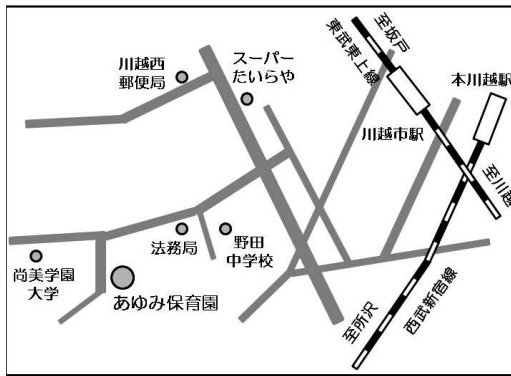 至坂戸
東武東上線
川越西
郵便局
スーパー
たいらや
本川越駅
川越市駅
至川越
法務局
野田
中学校
尚美学園
大学
あゆみ保育園
至所沢
西武新宿線